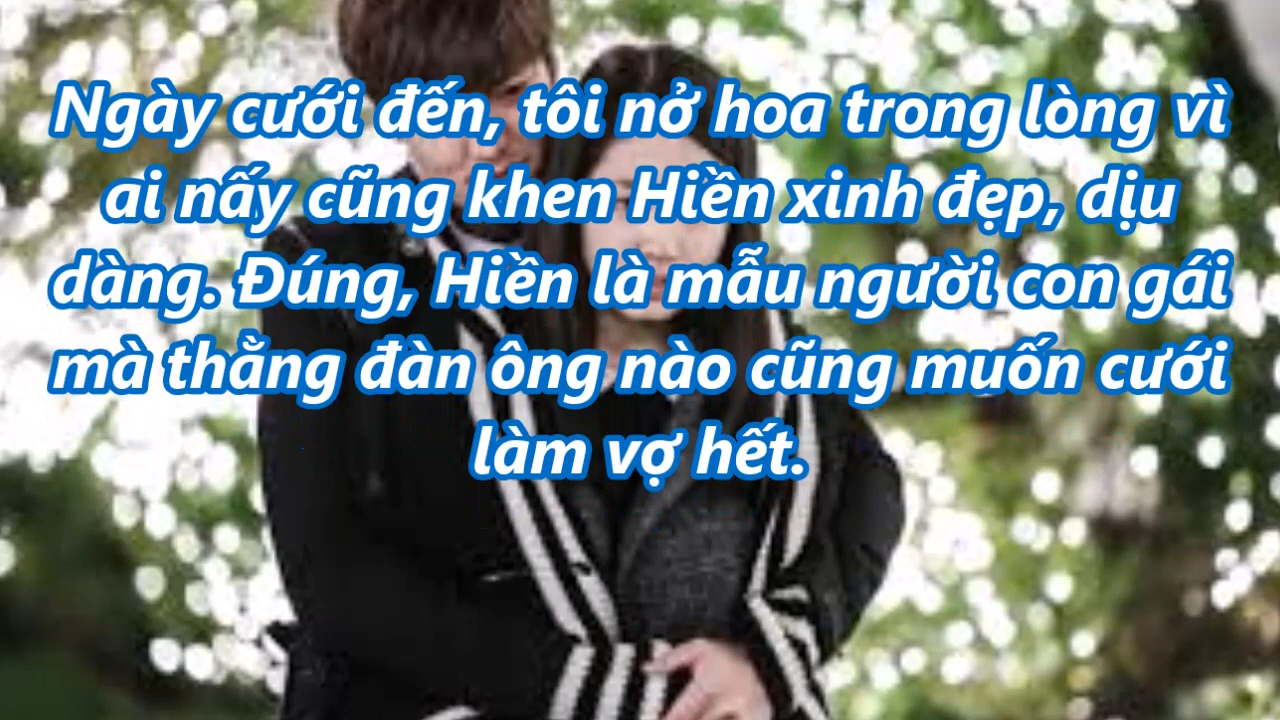 Ngày cưới đến, tôi nở hoa trong lòng vì
ai nấy cũng khen Hiền xinh đẹp, dịu
dàng. Đúng, Hiền là mẫu người con gái
mà thằng đàn ông nào cũng muốn cưới
làm vợ hết.